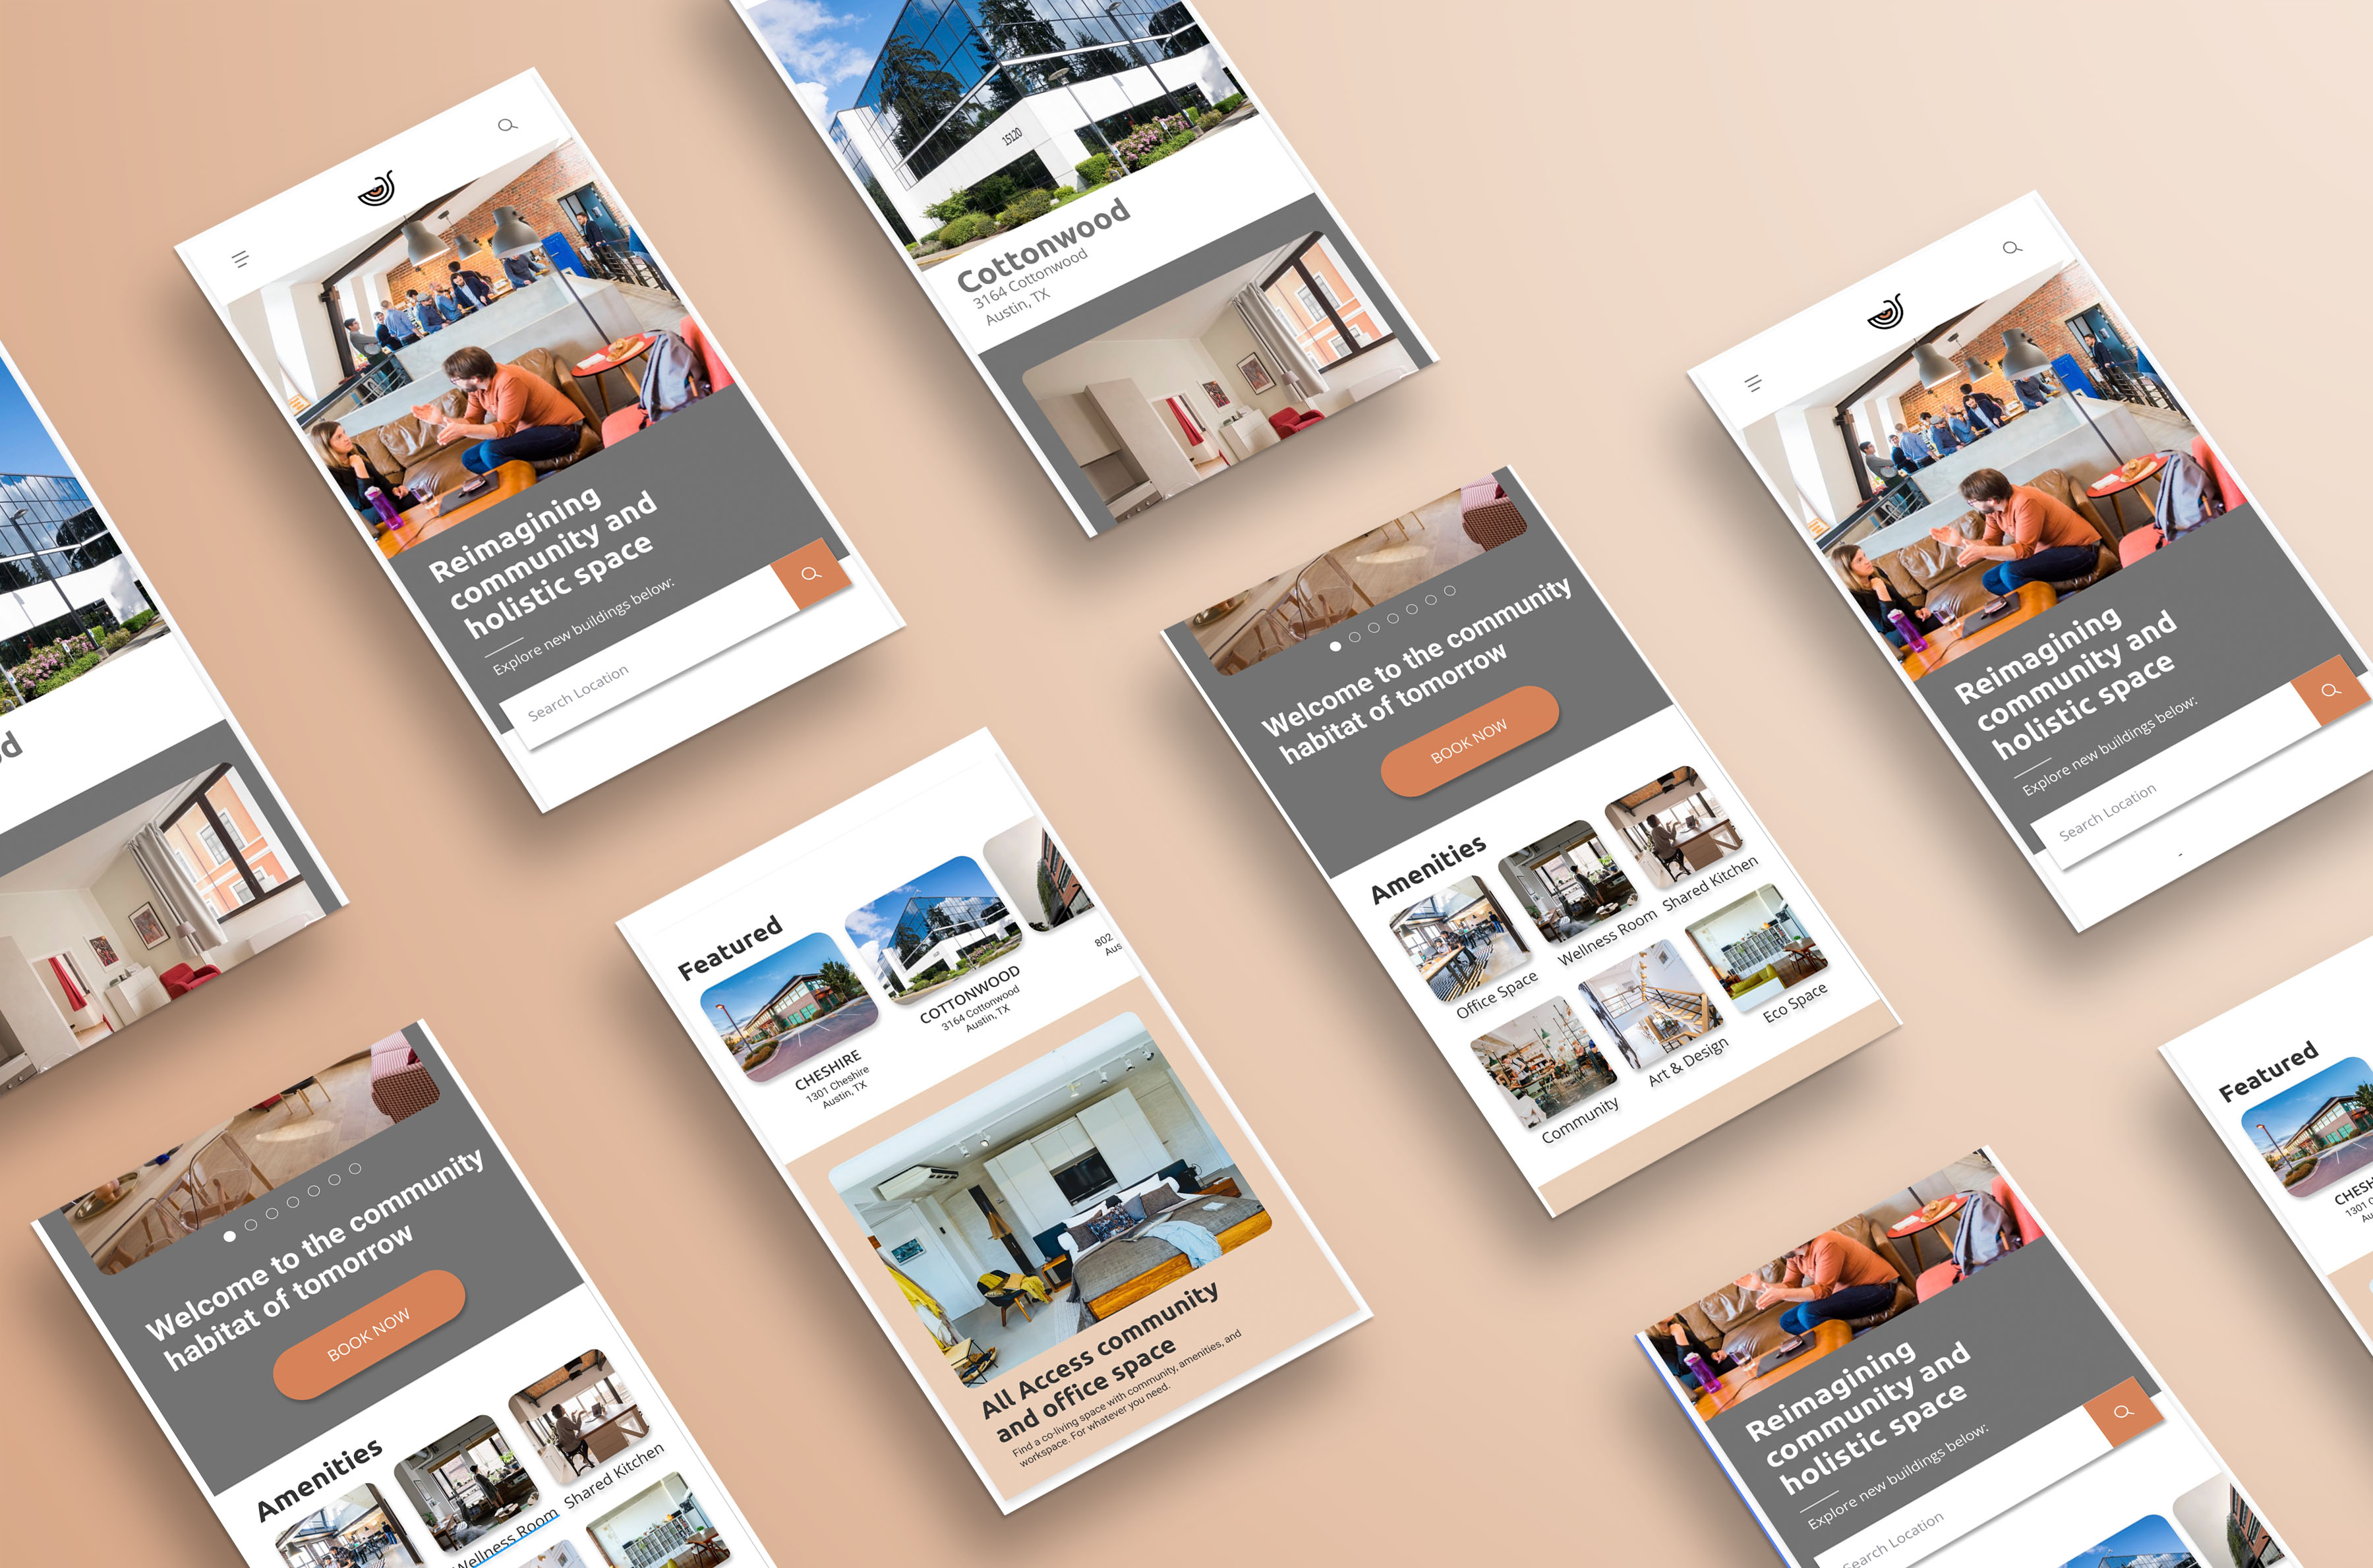 15120
Cottonwood
3164 Cottonwood
Austin, TX
Reimagining
community and
holistic space
Explore new buildings below:
Search Location
Welcome to the community
habitat of tomorrow
BOOK NOW
Amenities
Office Space
Wellness Room
Shared Kitchen
Community
Art & Design
Eco Space
Reimagining
community and
holistic space
Explore new buildings below:
Search Location
Featured
CHESHIRE
1301 Cheshire
Austin, TX
COTTONWOOD
3164 Cottonwood
Austin, TX
802
Aus
All Access community
and office space
Find a co-living space with community, amenities, and
workspace. For whatever you need.
od
Welcome to the community
habitat of tomorrow
BOOK NOW
Amenities
Wellness Room
Shared Kitchen
Reimagining
community and
holistic space
Explore new buildings below:
Search Location
Featured
CHESH
1301 C
Au